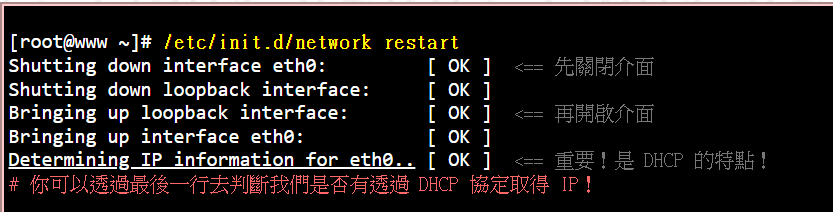 [root@www ~]# /etc/init.d/network restart
Shutting down interface eth0: [ OK ] <== 先關閉介面
Shutting down loopback interface: [ OK ]
Bringing up loopback interface: [ OK ] <== 再開啟介面
Bringing up interface eth0: [ OK ]
Determining IP information for eth0.. [ OK ] <== 重要！是 DHCP 的特點！
# 你可以透過最後一行去判斷我們是否有透過 DHCP 協定取得 IP！